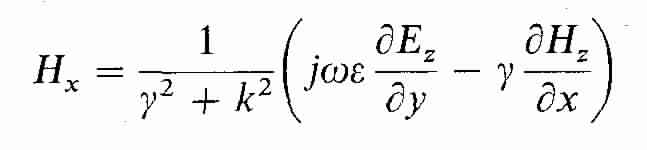 H_x = \frac{1}{\gamma^2 + k^2} \left( j\omega\varepsilon \frac{\partial E_z}{\partial y} - \gamma \frac{\partial H_z}{\partial x} \right)